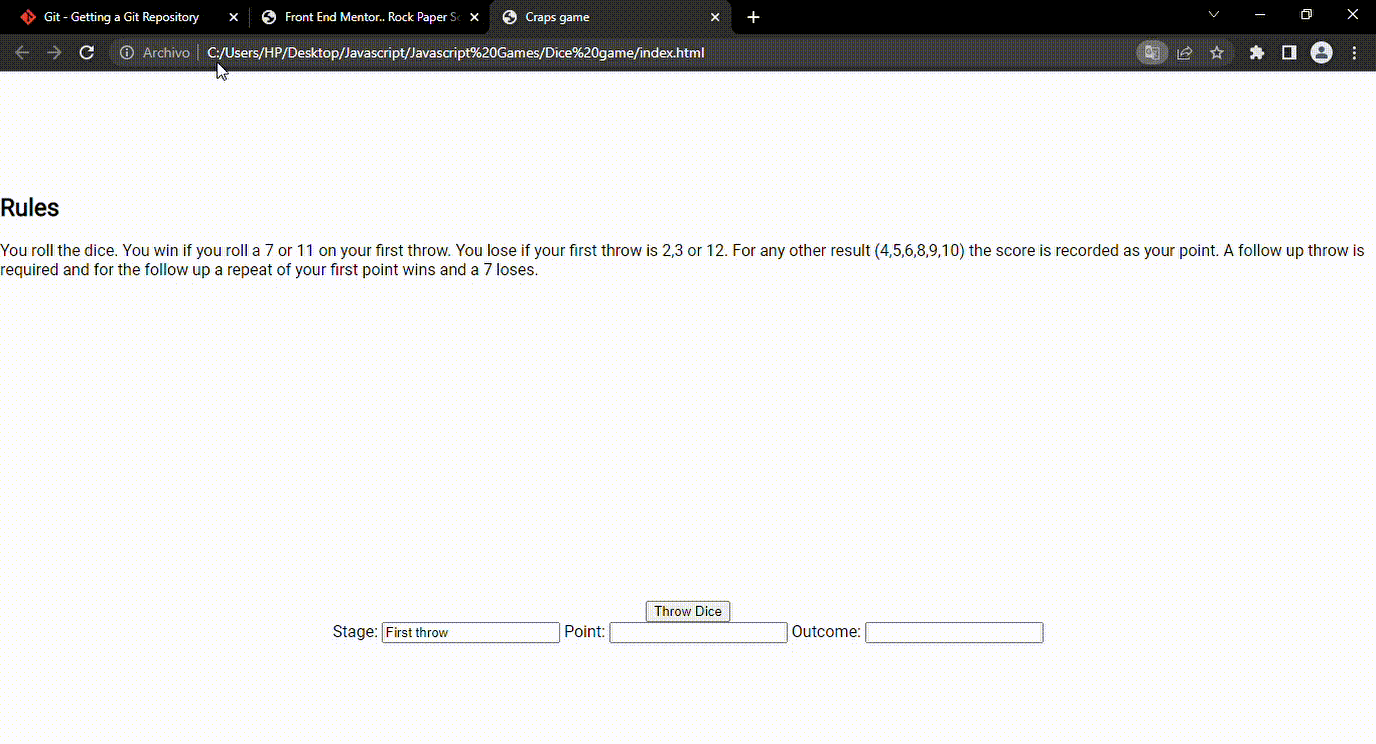 Git - Getting a Git Repository
Front End Mentor.. Rock Paper Sc
Craps game
Archivo
C:/Users/HP/Desktop/Javascript/Javascript%20Games/Dice%20game/index.html
Rules
You roll the dice. You win if you roll a 7 or 11 on your first throw. You lose if your first throw is 2,3 or 12. For any other result (4,5,6,8,9,10) the score is recorded as your point. A follow up throw is
required and for the follow up a repeat of your first point wins and a 7 loses.
Throw Dice
Stage: First throw Point: Outcome: